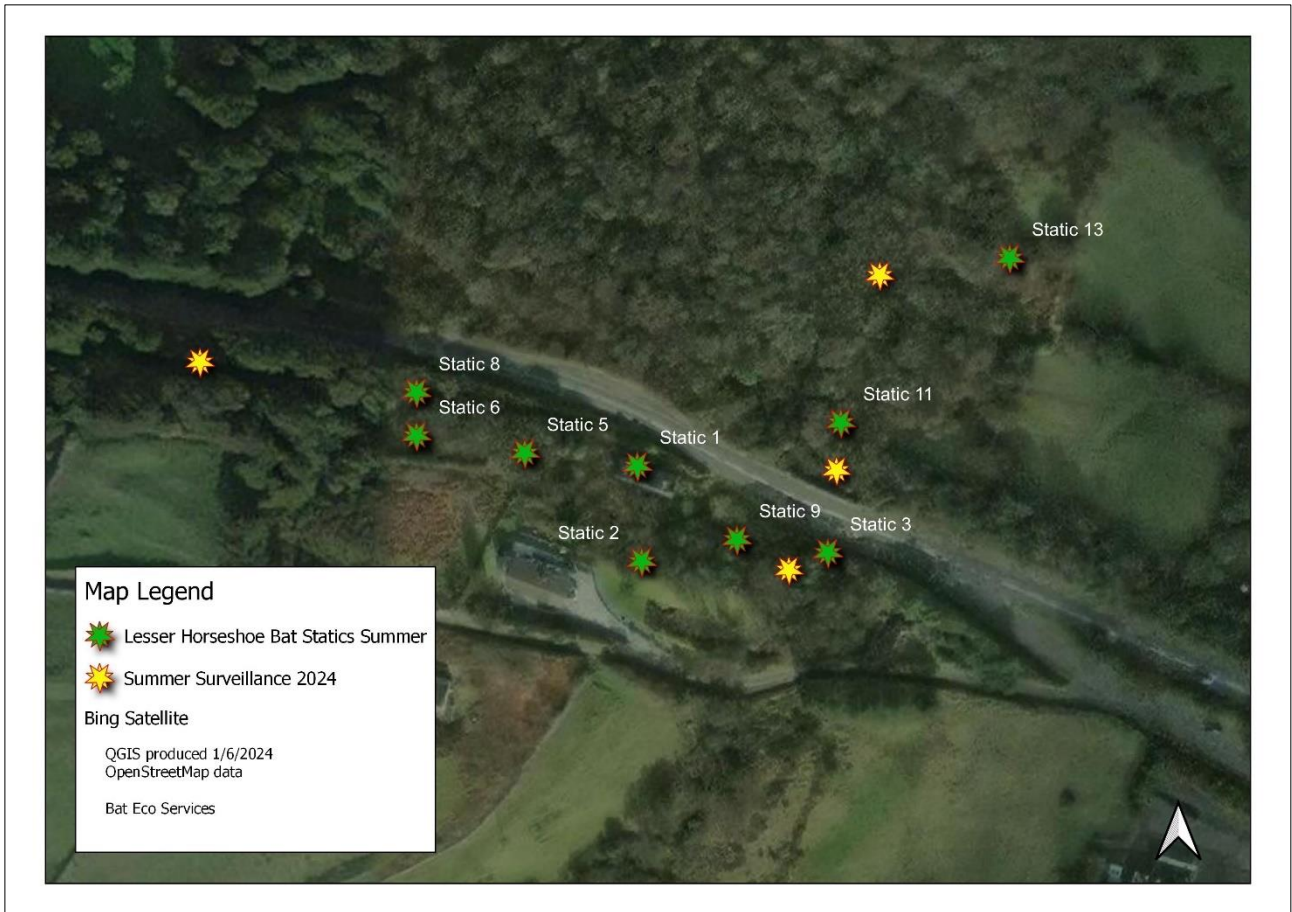 Static 13
Static 8
Static 11
Static 6
Static 5
Static 1
Static 9
Static 3
Static 2
Map Legend
Lesser Horseshoe Bat Statics Summer
Summer Surveillance 2024
Bing Satellite
QGIS produced 1/6/2024
OpenStreetMap data
Bat Eco Services